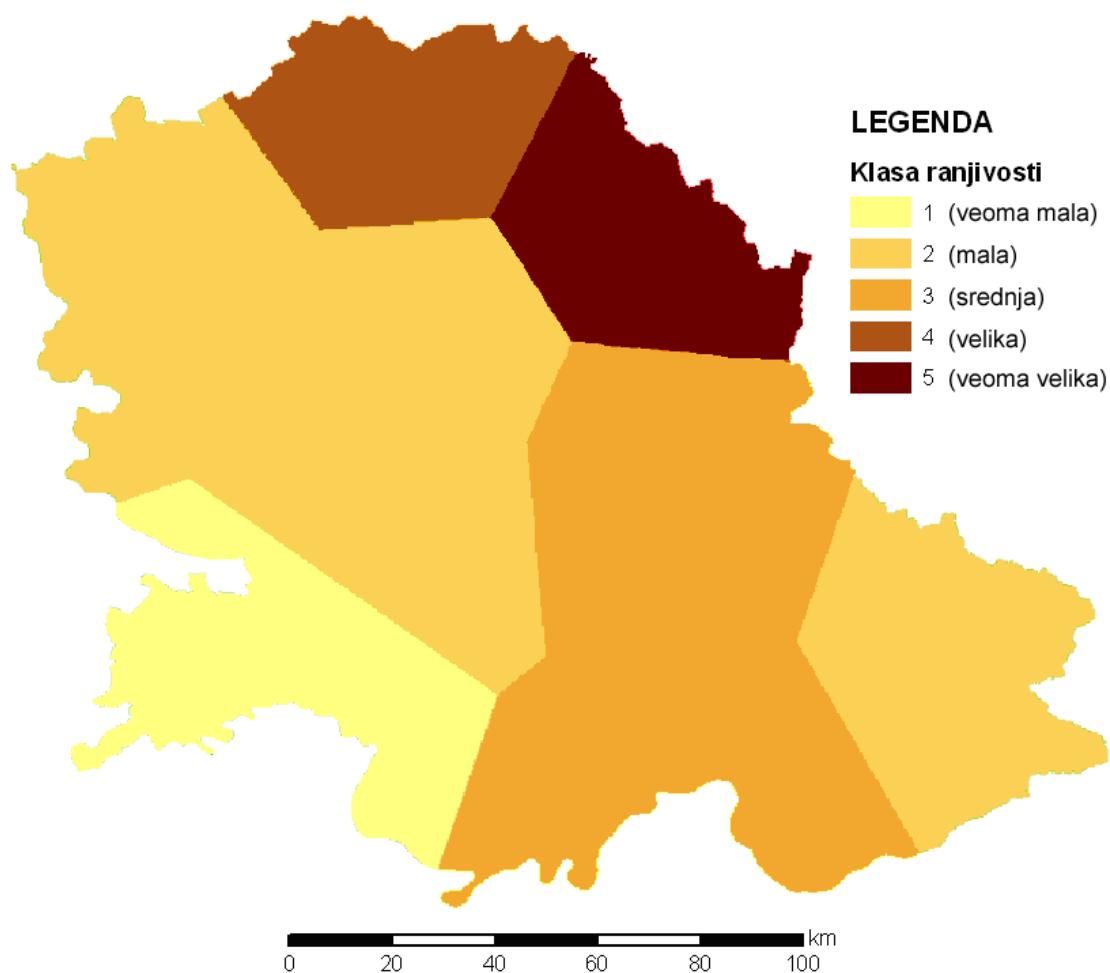 LEGENDA
Klasa ranjivosti
1 (veoma mala)
2 (mala)
3 (srednja)
4 (velika)
5 (veoma velika)
km
0 20 40 60 80 100